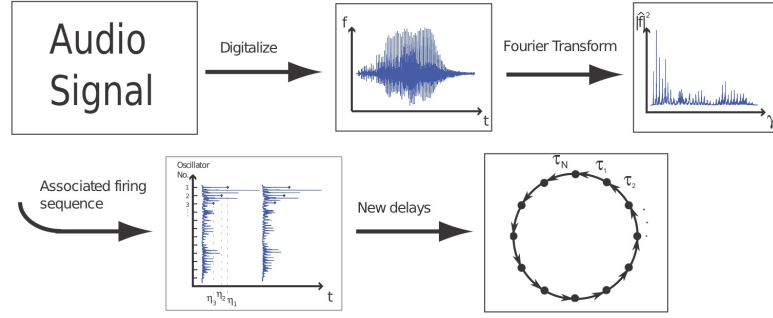 Audio
Signal
Digitalize
f
t
Fourier Transform
|f̂|²
γ
Associated firing
sequence
Oscillator
No.
1
2
3
⋮
η₃ η₂ η₁
t
New delays
τN
τ₁
τ₂
. . .